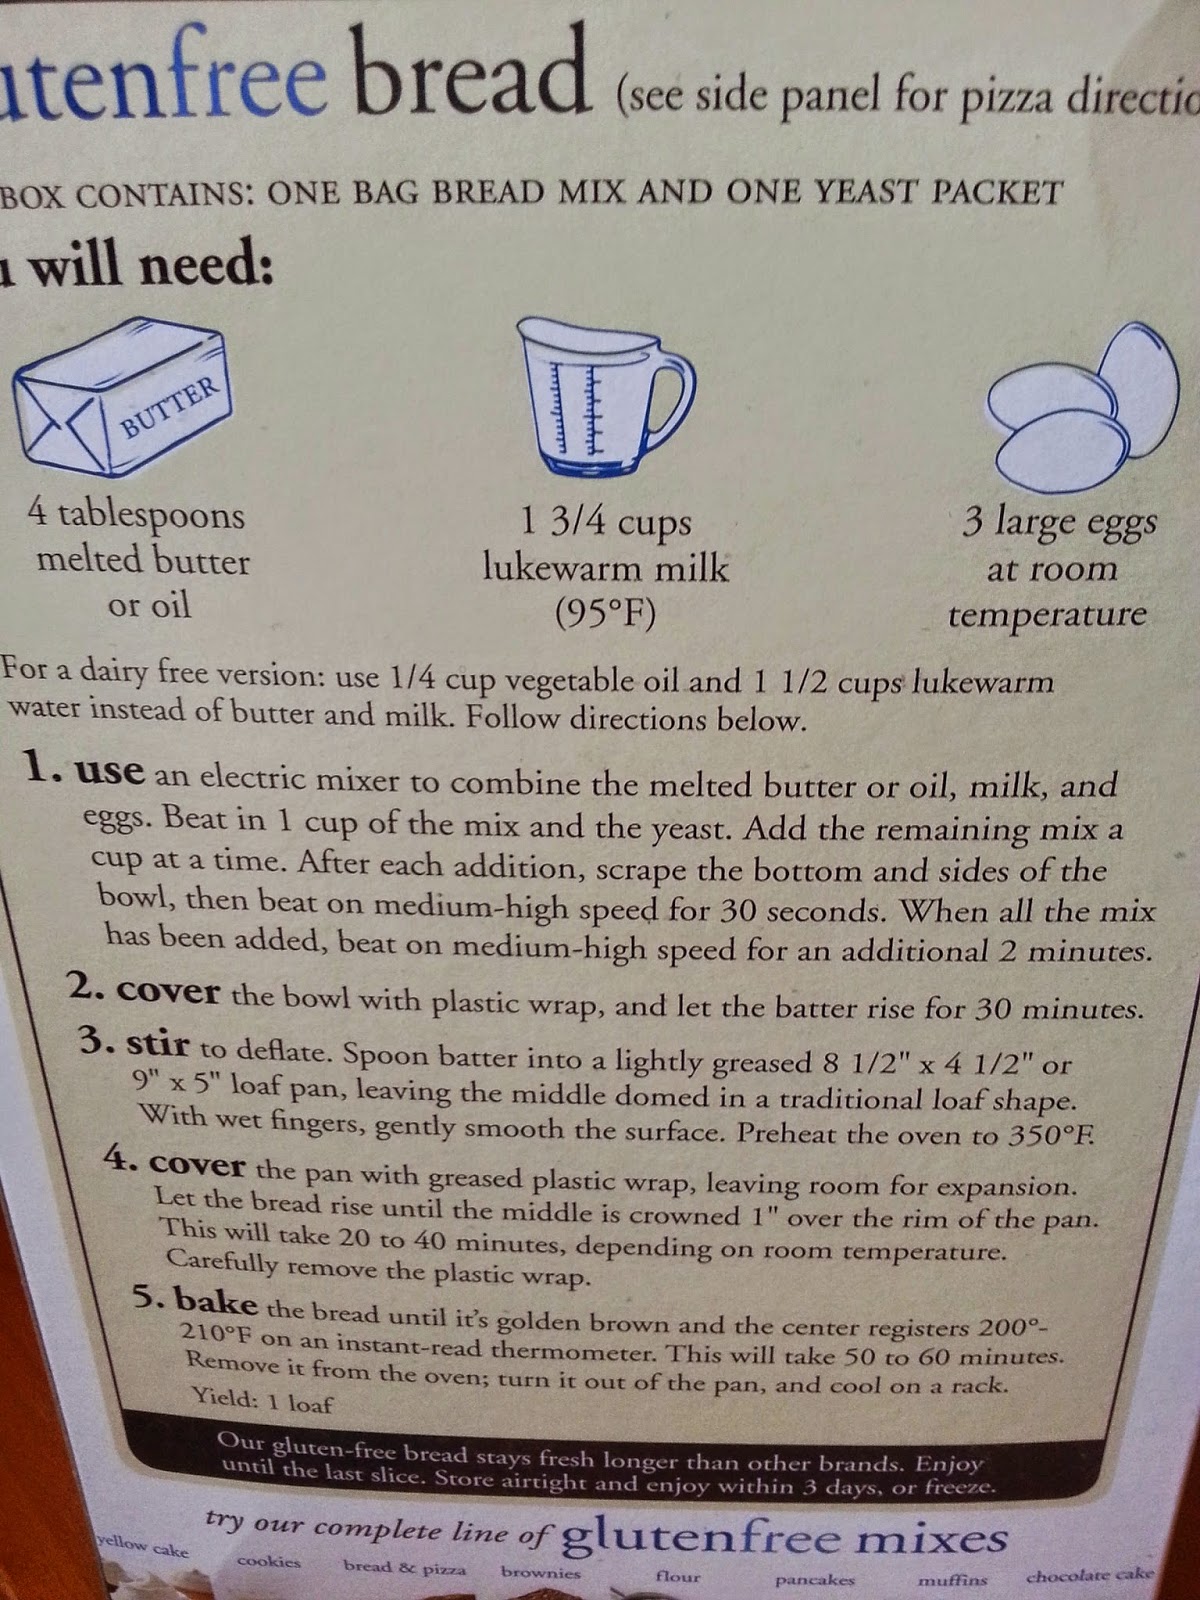 utenfree bread (see side panel for pizza directio
BOX CONTAINS: ONE BAG BREAD MIX AND ONE YEAST PACKET
u will need:
BUTTER
4 tablespoons
melted butter
or oil
1 3/4 cups
lukewarm milk
(95°F)
3 large eggs
at room
temperature
For a dairy free version: use 1/4 cup vegetable oil and 1 1/2 cups lukewarm
water instead of butter and milk. Follow directions below.
1. use an electric mixer to combine the melted butter or oil, milk, and
eggs. Beat in 1 cup of the mix and the yeast. Add the remaining mix a
cup at a time. After each addition, scrape the bottom and sides of the
bowl, then beat on medium-high speed for 30 seconds. When all the mix
has been added, beat on medium-high speed for an additional 2 minutes.
2. cover the bowl with plastic wrap, and let the batter rise for 30 minutes.
3. stir to deflate. Spoon batter into a lightly greased 8 1/2" x 4 1/2" or
9" x 5" loaf pan, leaving the middle domed in a traditional loaf shape.
With wet fingers, gently smooth the surface. Preheat the oven to 350°F.
4. cover the pan with greased plastic wrap, leaving room for expansion.
Let the bread rise until the middle is crowned 1" over the rim of the pan.
This will take 20 to 40 minutes, depending on room temperature.
Carefully remove the plastic wrap.
5. bake the bread until it's golden brown and the center registers 200°-
210°F on an instant-read thermometer. This will take 50 to 60 minutes.
Remove it from the oven; turn it out of the pan, and cool on a rack.
Yield: 1 loaf
Our gluten-free bread stays fresh longer than other brands. Enjoy
until the last slice. Store airtight and enjoy within 3 days, or freeze.
try our complete line of glutenfree mixes
yellow cake cookies bread & pizza brownies flour pancakes muffins chocolate cake